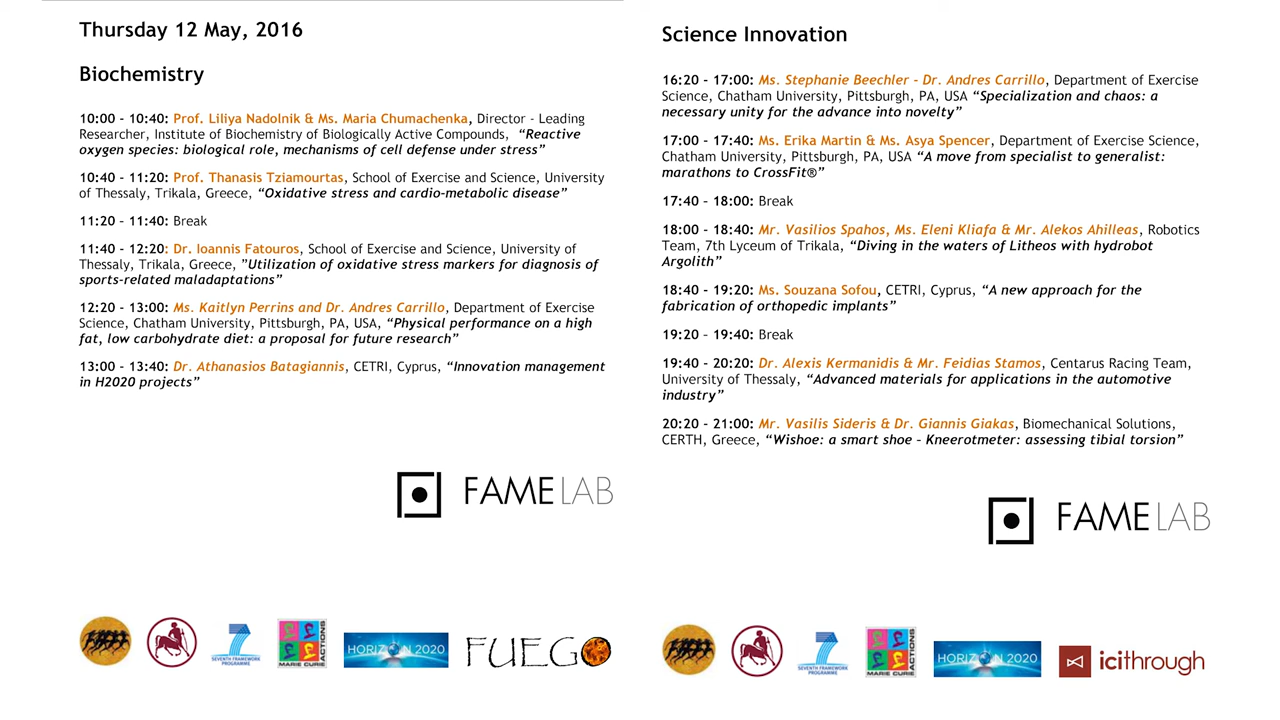 Thursday 12 May, 2016
Biochemistry
10:00 - 10:40: Prof. Liliya Nadolnik & Ms. Maria Chumachenka, Director - Leading
Researcher, Institute of Biochemistry of Biologically Active Compounds, “Reactive
oxygen species: biological role, mechanisms of cell defense under stress”
10:40 - 11:20: Prof. Thanasis Tziamourtas, School of Exercise and Science, University
of Thessaly, Trikala, Greece, “Oxidative stress and cardio-metabolic disease”
11:20 – 11:40: Break
11:40 - 12:20: Dr. Ioannis Fatouros, School of Exercise and Science, University of
Thessaly, Trikala, Greece, "Utilization of oxidative stress markers for diagnosis of
sports-related maladaptations”
12:20 - 13:00: Ms. Kaitlyn Perrins and Dr. Andres Carrillo, Department of Exercise
Science, Chatham University, Pittsburgh, PA, USA, “Physical performance on a high
fat, low carbohydrate diet: a proposal for future research”
13:00 - 13:40: Dr. Athanasios Batagiannis, CETRI, Cyprus, “Innovation management
in H2020 projects”
FAMELAB
SEVENTH FRAMEWORK
PROGRAMME
MARIE CURIE
ACTIONS
HORIZON 2020
FUEGO
Science Innovation
16:20 - 17:00: Ms. Stephanie Beechler - Dr. Andres Carrillo, Department of Exercise
Science, Chatham University, Pittsburgh, PA, USA “Specialization and chaos: a
necessary unity for the advance into novelty”
17:00 - 17:40: Ms. Erika Martin & Ms. Asya Spencer, Department of Exercise Science,
Chatham University, Pittsburgh, PA, USA “A move from specialist to generalist:
marathons to CrossFit®”
17:40 – 18:00: Break
18:00 - 18:40: Mr. Vasilios Spahos, Ms. Eleni Kliafa & Mr. Alekos Ahilleas, Robotics
Team, 7th Lyceum of Trikala, “Diving in the waters of Litheos with hydrobot
Argolith”
18:40 - 19:20: Ms. Souzana Sofou, CETRI, Cyprus, “A new approach for the
fabrication of orthopedic implants”
19:20 – 19:40: Break
19:40 - 20:20: Dr. Alexis Kermanidis & Mr. Feidias Stamos, Centarus Racing Team,
University of Thessaly, “Advanced materials for applications in the automotive
industry”
20:20 - 21:00: Mr. Vasilis Sideris & Dr. Giannis Giakas, Biomechanical Solutions,
CERTH, Greece, “Wishoe: a smart shoe – Kneerotmeter: assessing tibial torsion”
FAMELAB
SEVENTH FRAMEWORK
PROGRAMME
MARIE CURIE
ACTIONS
HORIZON 2020
icithrough